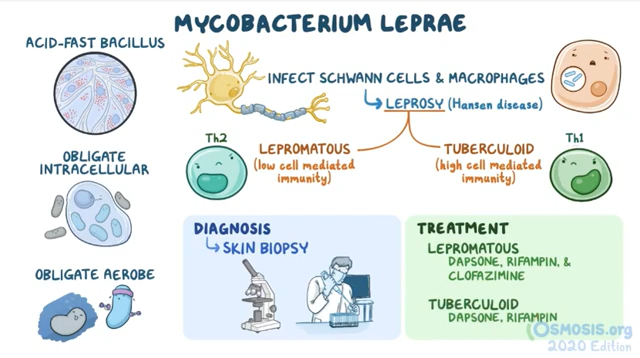 MYCOBACTERIUM LEPRAE
ACID-FAST BACILLUS
OBLIGATE
INTRACELLULAR
OBLIGATE AEROBE
INFECT SCHWANN CELLS & MACROPHAGES
LEPROSY (Hansen disease)
Th2
LEPROMATOUS
(low cell mediated
immunity)
TUBERCULOID
(high cell mediated
immunity)
Th1
DIAGNOSIS
SKIN BIOPSY
TREATMENT
LEPROMATOUS
DAPSONE, RIFAMPIN, &
CLOFAZIMINE
TUBERCULOID
DAPSONE, RIFAMPIN
OSMOSIS.org
2020 Edition